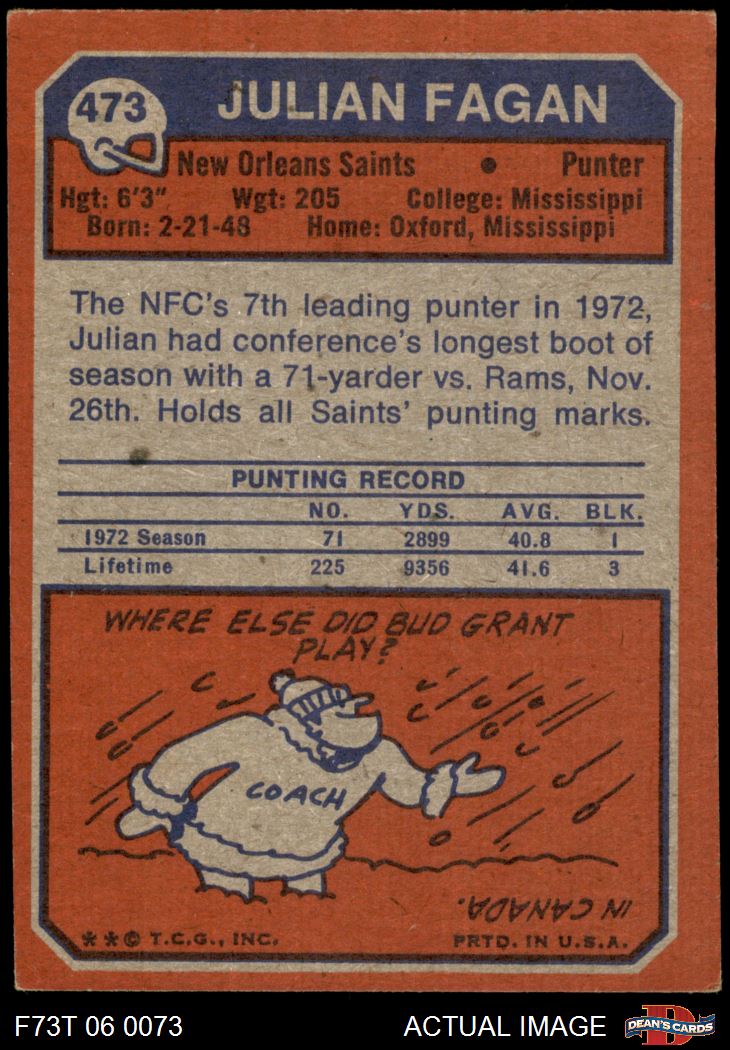 473
JULIAN FAGAN
New Orleans Saints • Punter
Hgt: 6'3" Wgt: 205 College: Mississippi
Born: 2-21-48 Home: Oxford, Mississippi
The NFC's 7th leading punter in 1972,
Julian had conference's longest boot of
season with a 71-yarder vs. Rams, Nov.
26th. Holds all Saints' punting marks.
PUNTING RECORD
NO. YDS. AVG. BLK.
1972 Season 71 2899 40.8 1
Lifetime 225 9356 41.6 3
WHERE ELSE DID BUD GRANT
PLAY?
COACH
IN CANADA.
**© T.C.G., INC. PRTD. IN U.S.A.
F73T 06 0073 ACTUAL IMAGE
D
DEAN'S CARDS